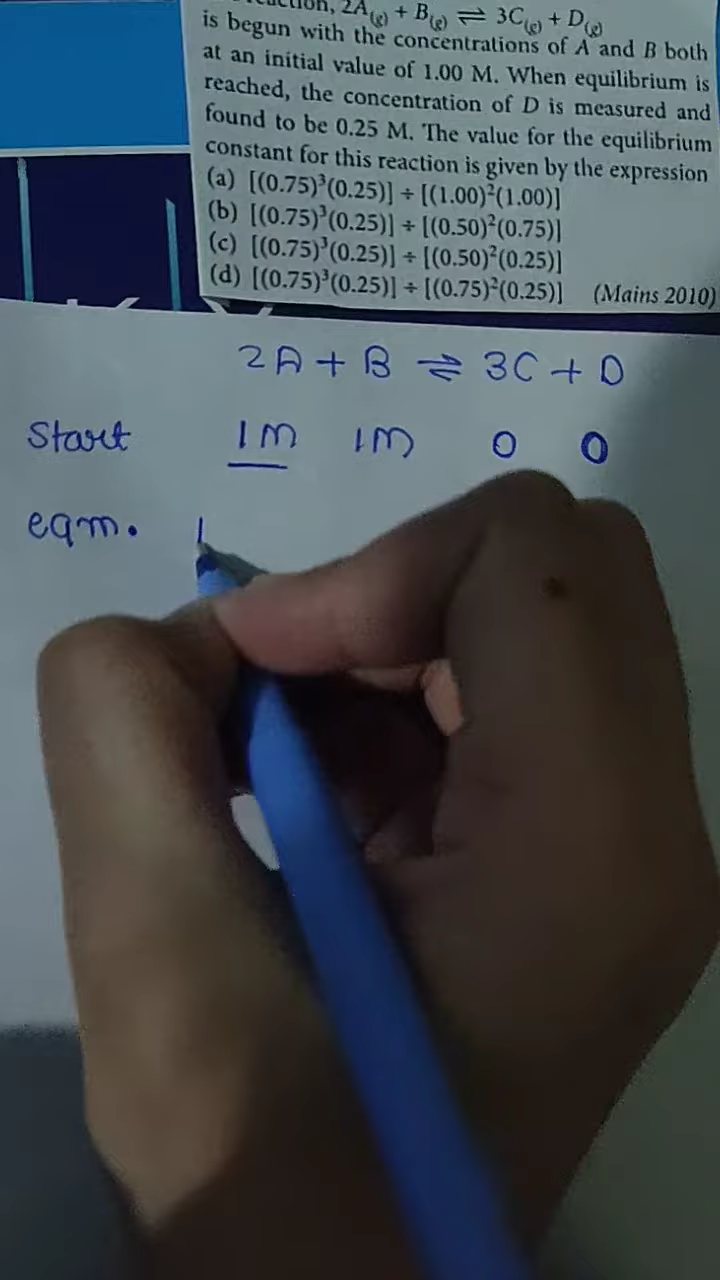 2A(g) + B(g) ⇌ 3C(g) + D(g)
is begun with the concentrations of A and B both
at an initial value of 1.00 M. When equilibrium is
reached, the concentration of D is measured and
found to be 0.25 M. The value for the equilibrium
constant for this reaction is given by the expression
(a) [(0.75)³(0.25)] ÷ [(1.00)²(1.00)]
(b) [(0.75)³(0.25)] ÷ [(0.50)²(0.75)]
(c) [(0.75)³(0.25)] ÷ [(0.50)²(0.25)]
(d) [(0.75)³(0.25)] ÷ [(0.75)²(0.25)] (Mains 2010)
2A + B ⇌ 3C + D
Start 1M 1M 0 0
eqm. 1